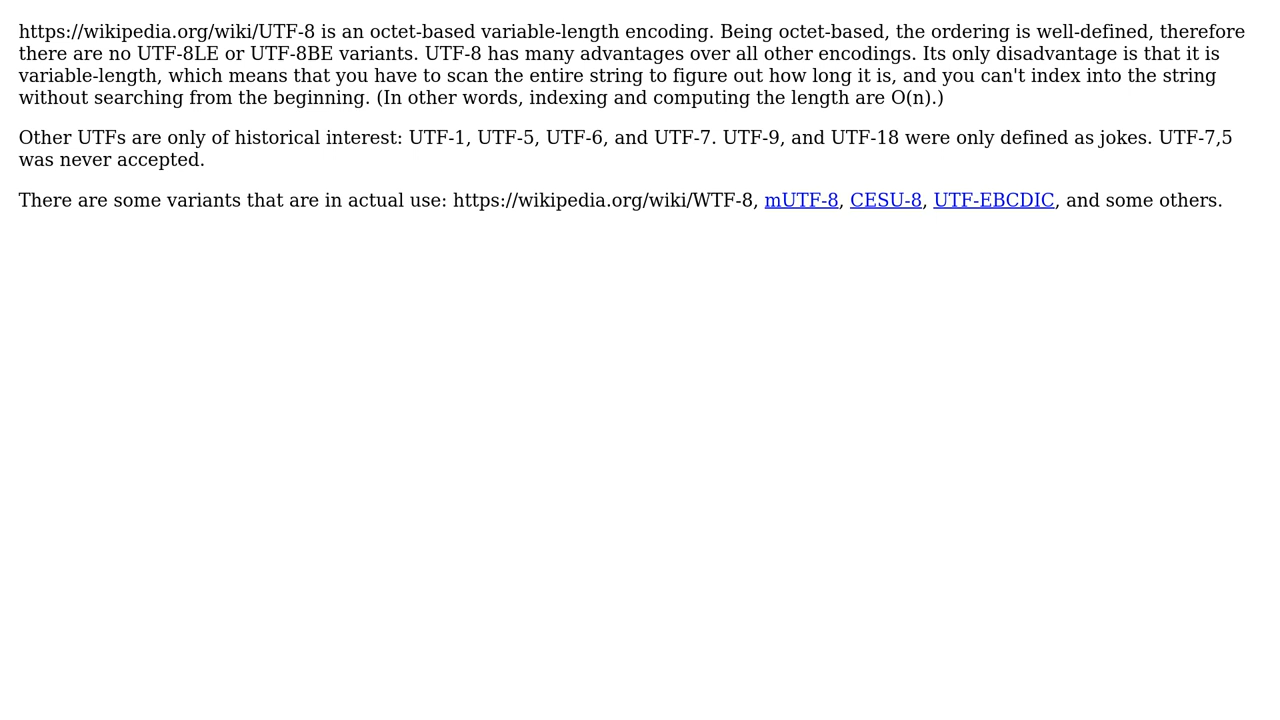 https://wikipedia.org/wiki/UTF-8 is an octet-based variable-length encoding. Being octet-based, the ordering is well-defined, therefore
there are no UTF-8LE or UTF-8BE variants. UTF-8 has many advantages over all other encodings. Its only disadvantage is that it is
variable-length, which means that you have to scan the entire string to figure out how long it is, and you can't index into the string
without searching from the beginning. (In other words, indexing and computing the length are O(n).)
Other UTFs are only of historical interest: UTF-1, UTF-5, UTF-6, and UTF-7. UTF-9, and UTF-18 were only defined as jokes. UTF-7,5
was never accepted.
There are some variants that are in actual use: https://wikipedia.org/wiki/WTF-8, mUTF-8, CESU-8, UTF-EBCDIC, and some others.